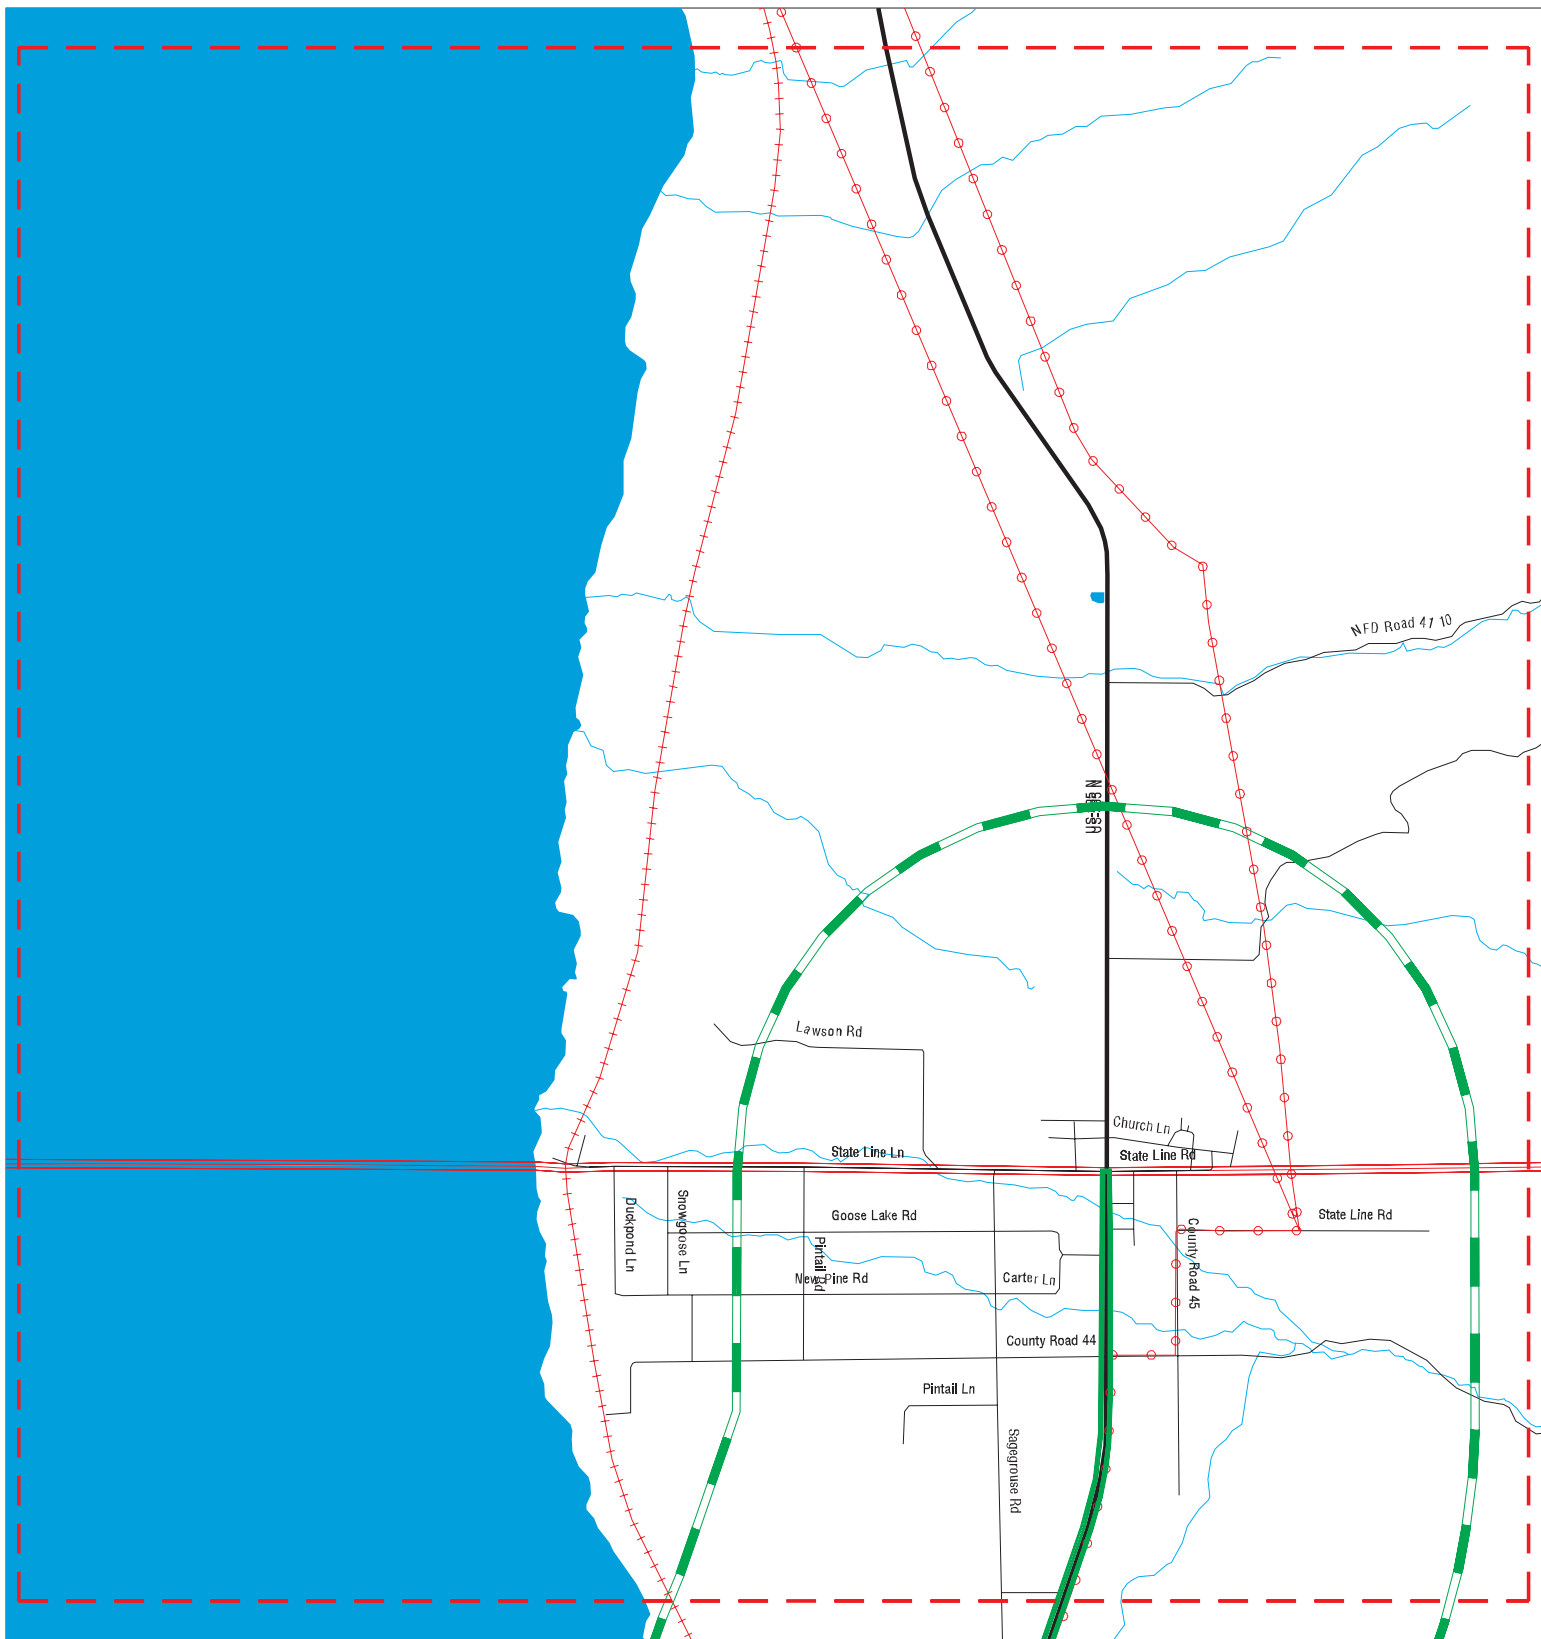 NFD Road 41 10
Lawson Rd
Church Ln
State Line Ln
State Line Rd
Duckpond Ln
Snowgoose Ln
Goose Lake Rd
County Road 45
State Line Rd
Pintail Rd
New Pine Rd
Carter Ln
County Road 44
Pintail Ln
Sagegrouse Rd